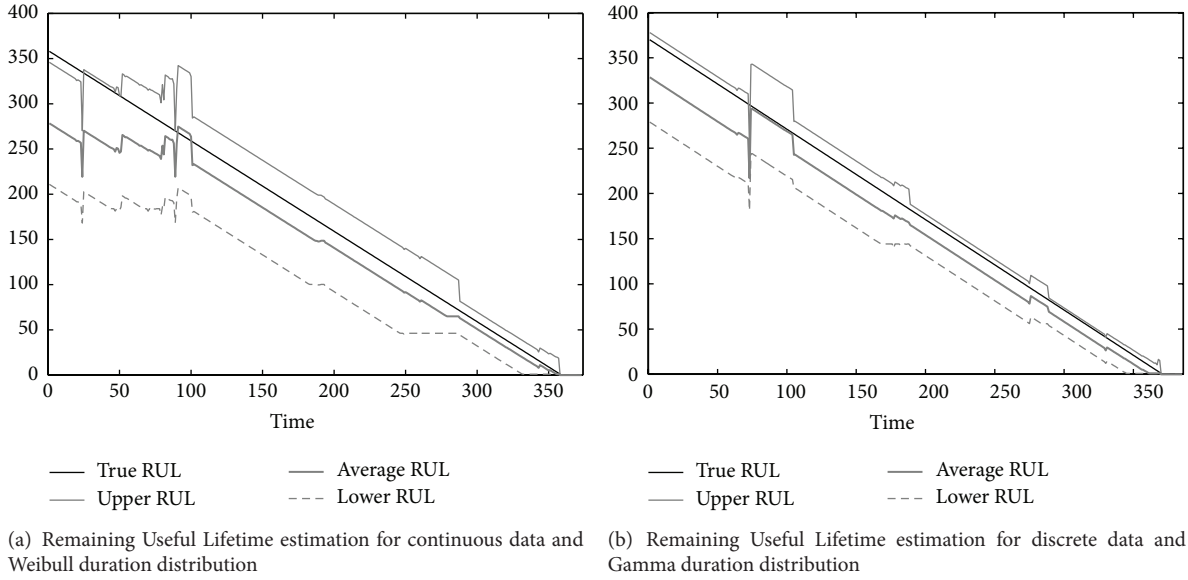 400
350
300
250
200
150
100
50
0
0 50 100 150 200 250 300 350
Time
True RUL
Upper RUL
Average RUL
Lower RUL
(a) Remaining Useful Lifetime estimation for continuous data and
Weibull duration distribution
400
350
300
250
200
150
100
50
0
0 50 100 150 200 250 300 350
Time
True RUL
Upper RUL
Average RUL
Lower RUL
(b) Remaining Useful Lifetime estimation for discrete data and
Gamma duration distribution